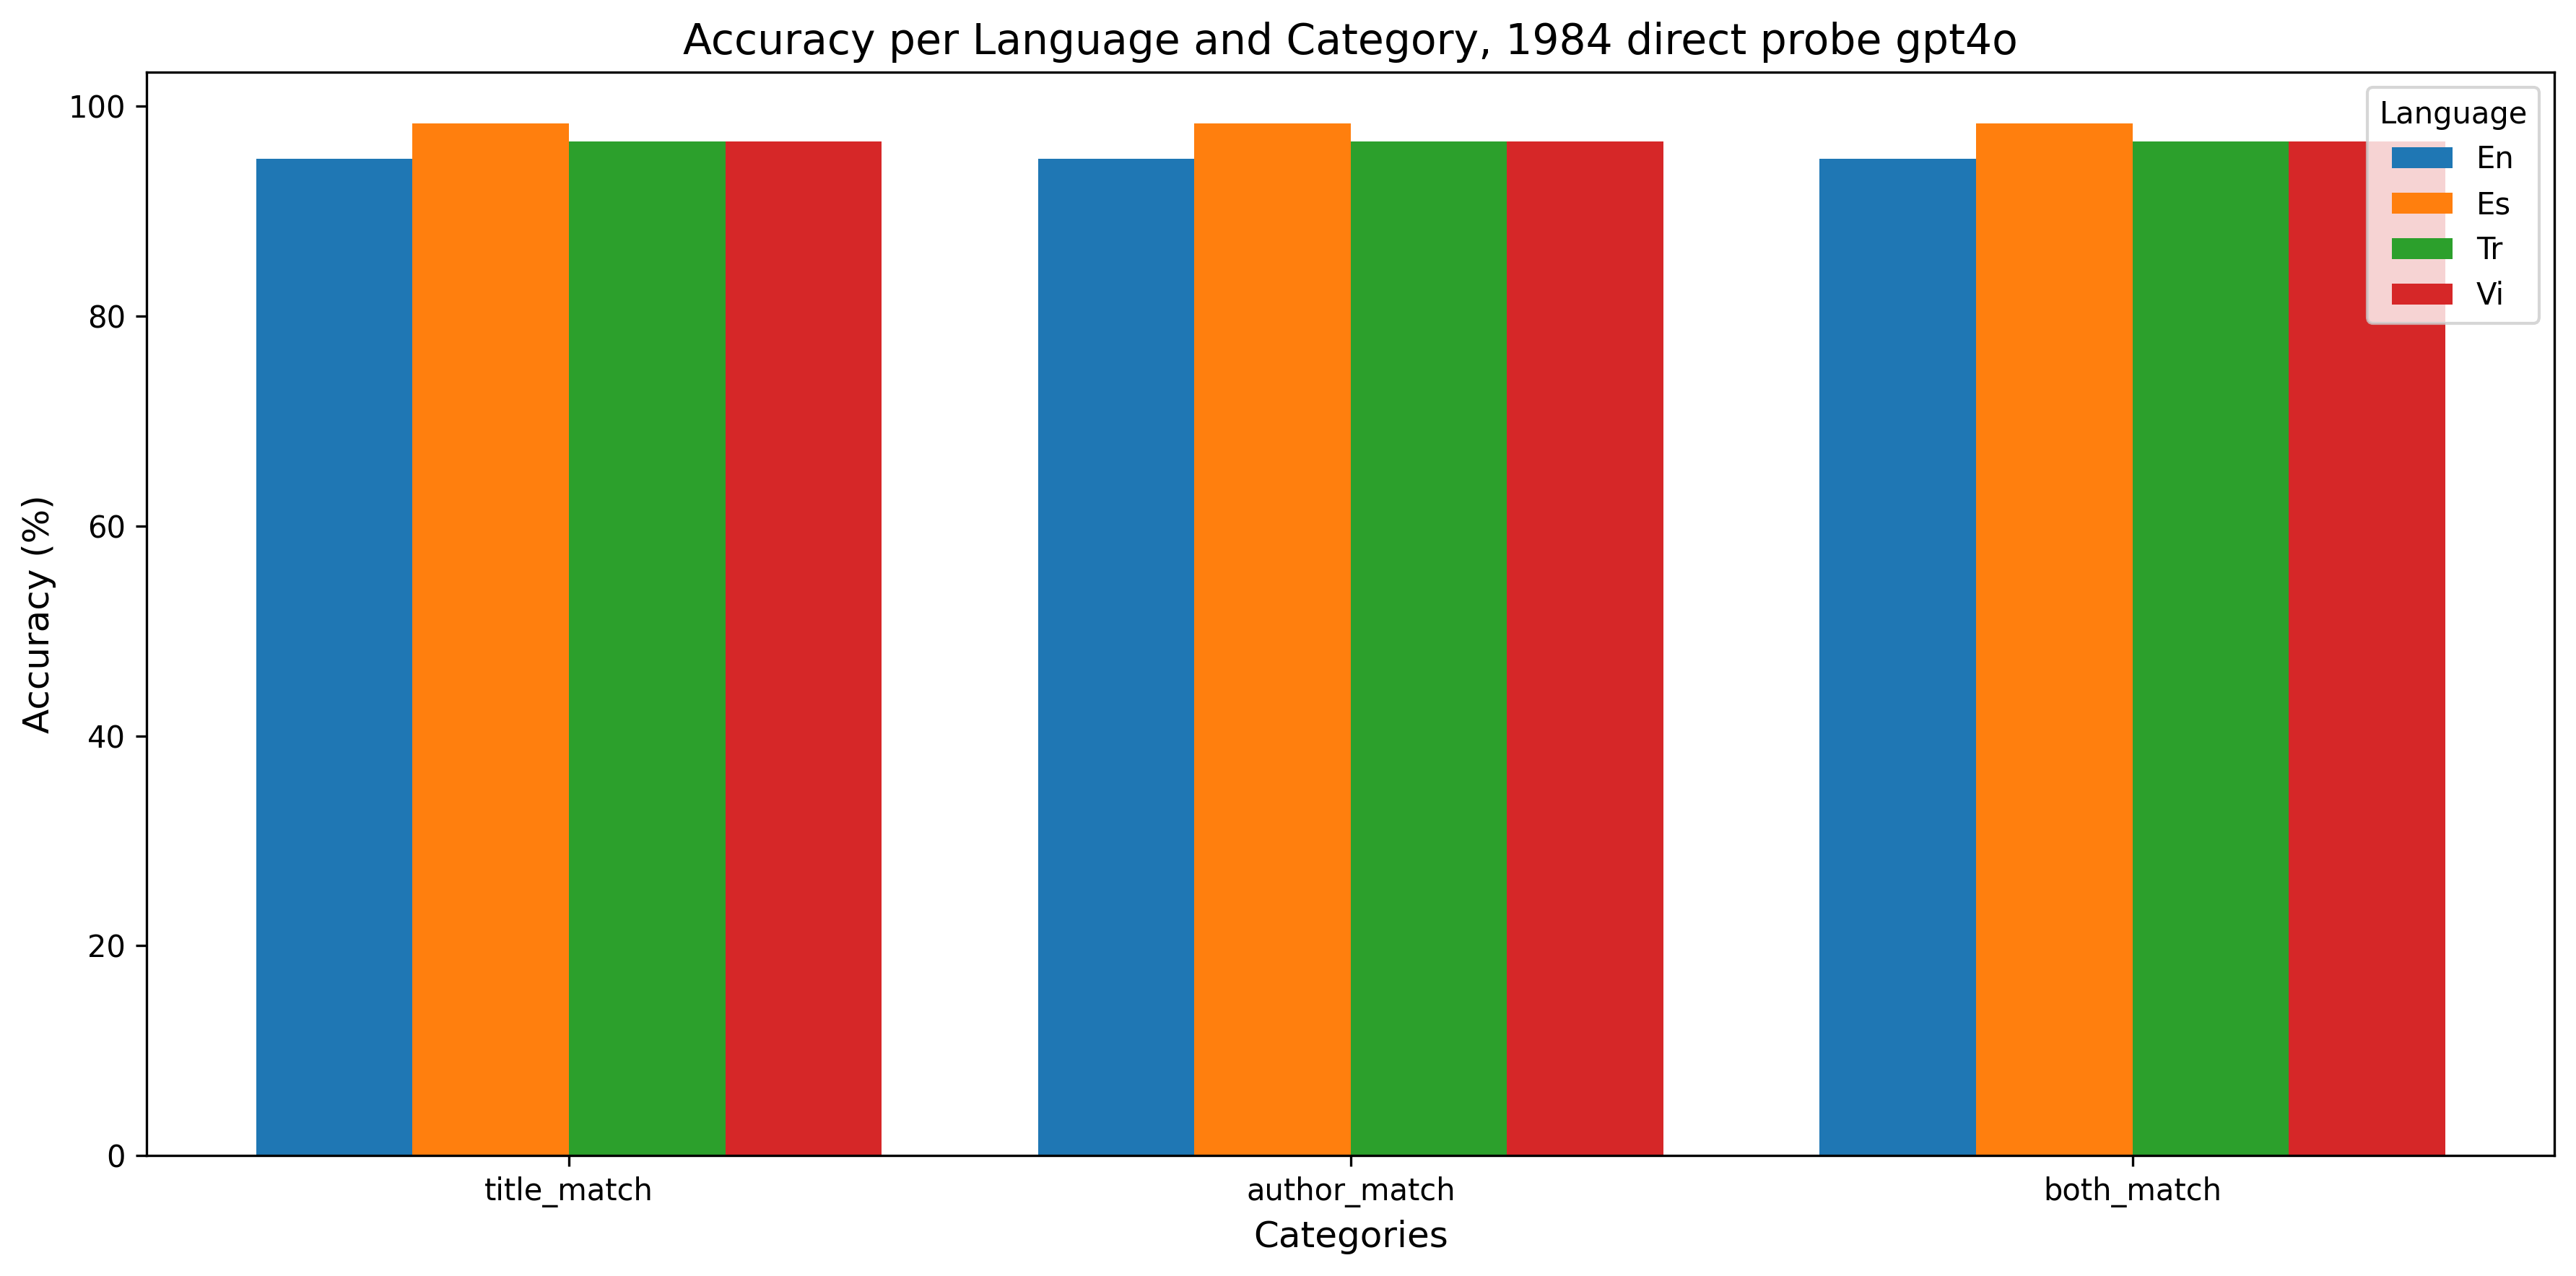 Accuracy per Language and Category, 1984 direct probe gpt4o
Language
En
Es
Tr
Vi
Accuracy (%)
100
80
60
40
20
0
title_match
author_match
both_match
Categories